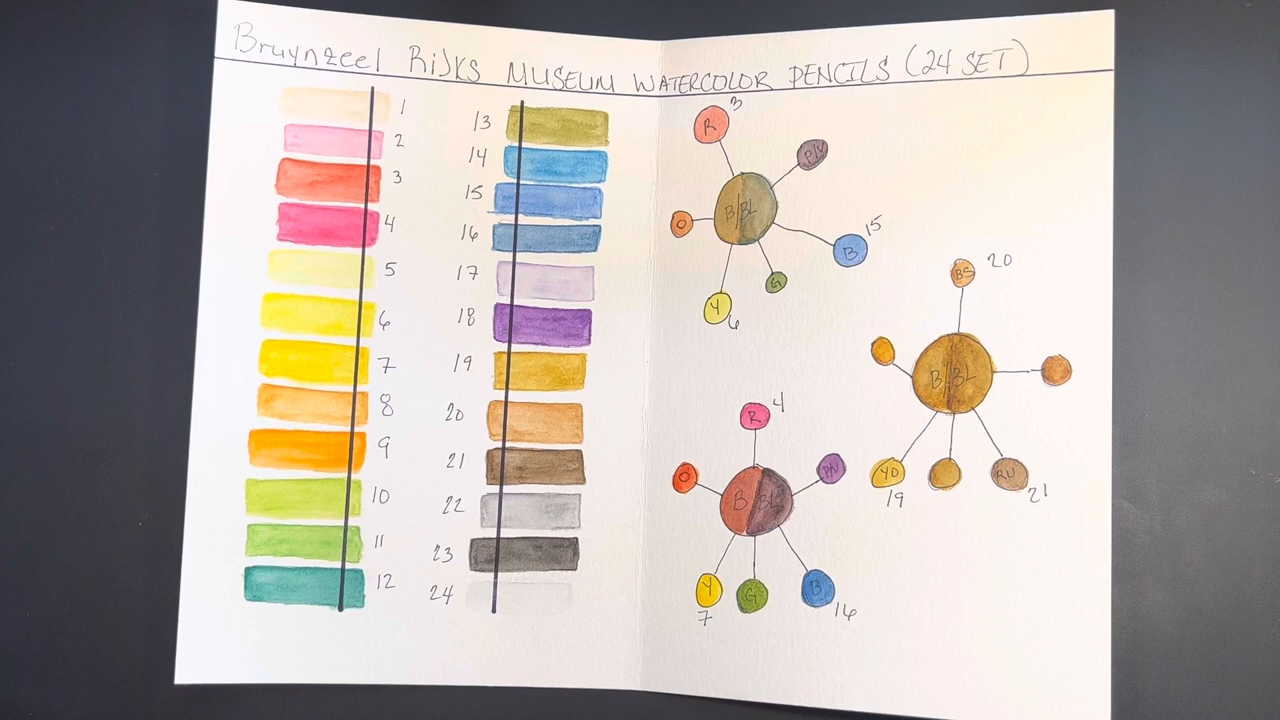 Bruynzeel RiJKS MUSEUM WATERCOLOR PENCILS (24 SET)
1
2
3
4
5
6
7
8
9
10
11
12
13
14
15
16
17
18
19
20
21
22
23
24
R 3
P/V
O
B/BL
B 15
G
Y 6
BS 20
B/BL
YO 19
RU 21
R 4
O
P/V
B BL
Y 7
G
B 16